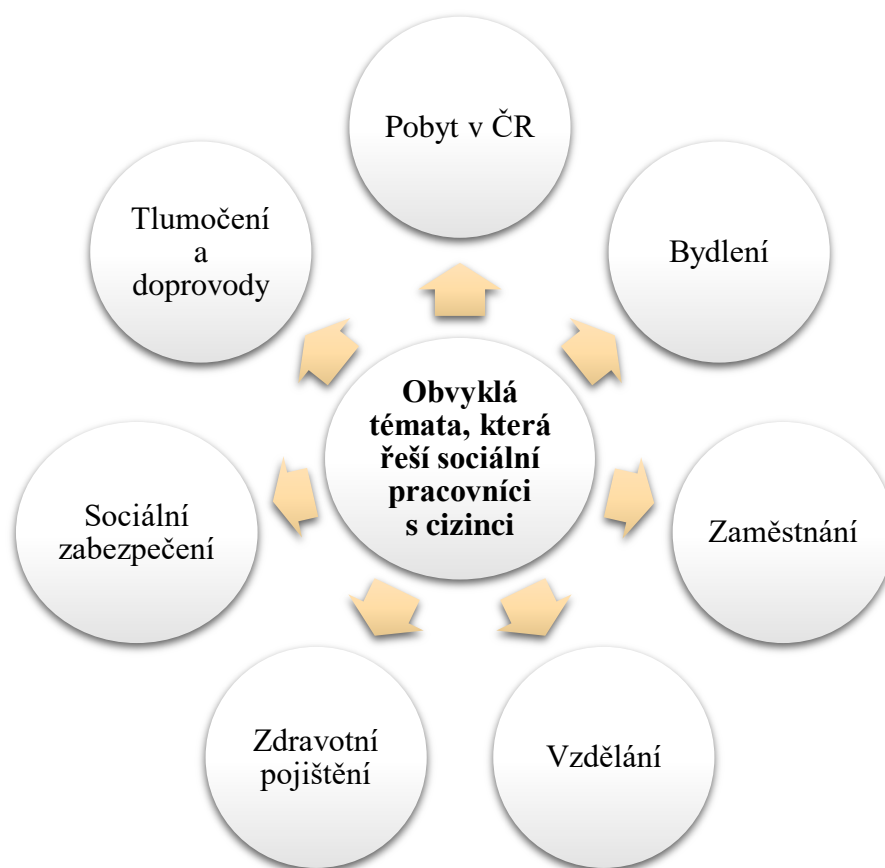 Pobyt v ČR
Tlumočení
a
doprovody
Bydlení
Obvyklá
témata, která
řeší sociální
pracovníci
s cizinci
Sociální
zabezpečení
Zaměstnání
Zdravotní
pojištění
Vzdělání